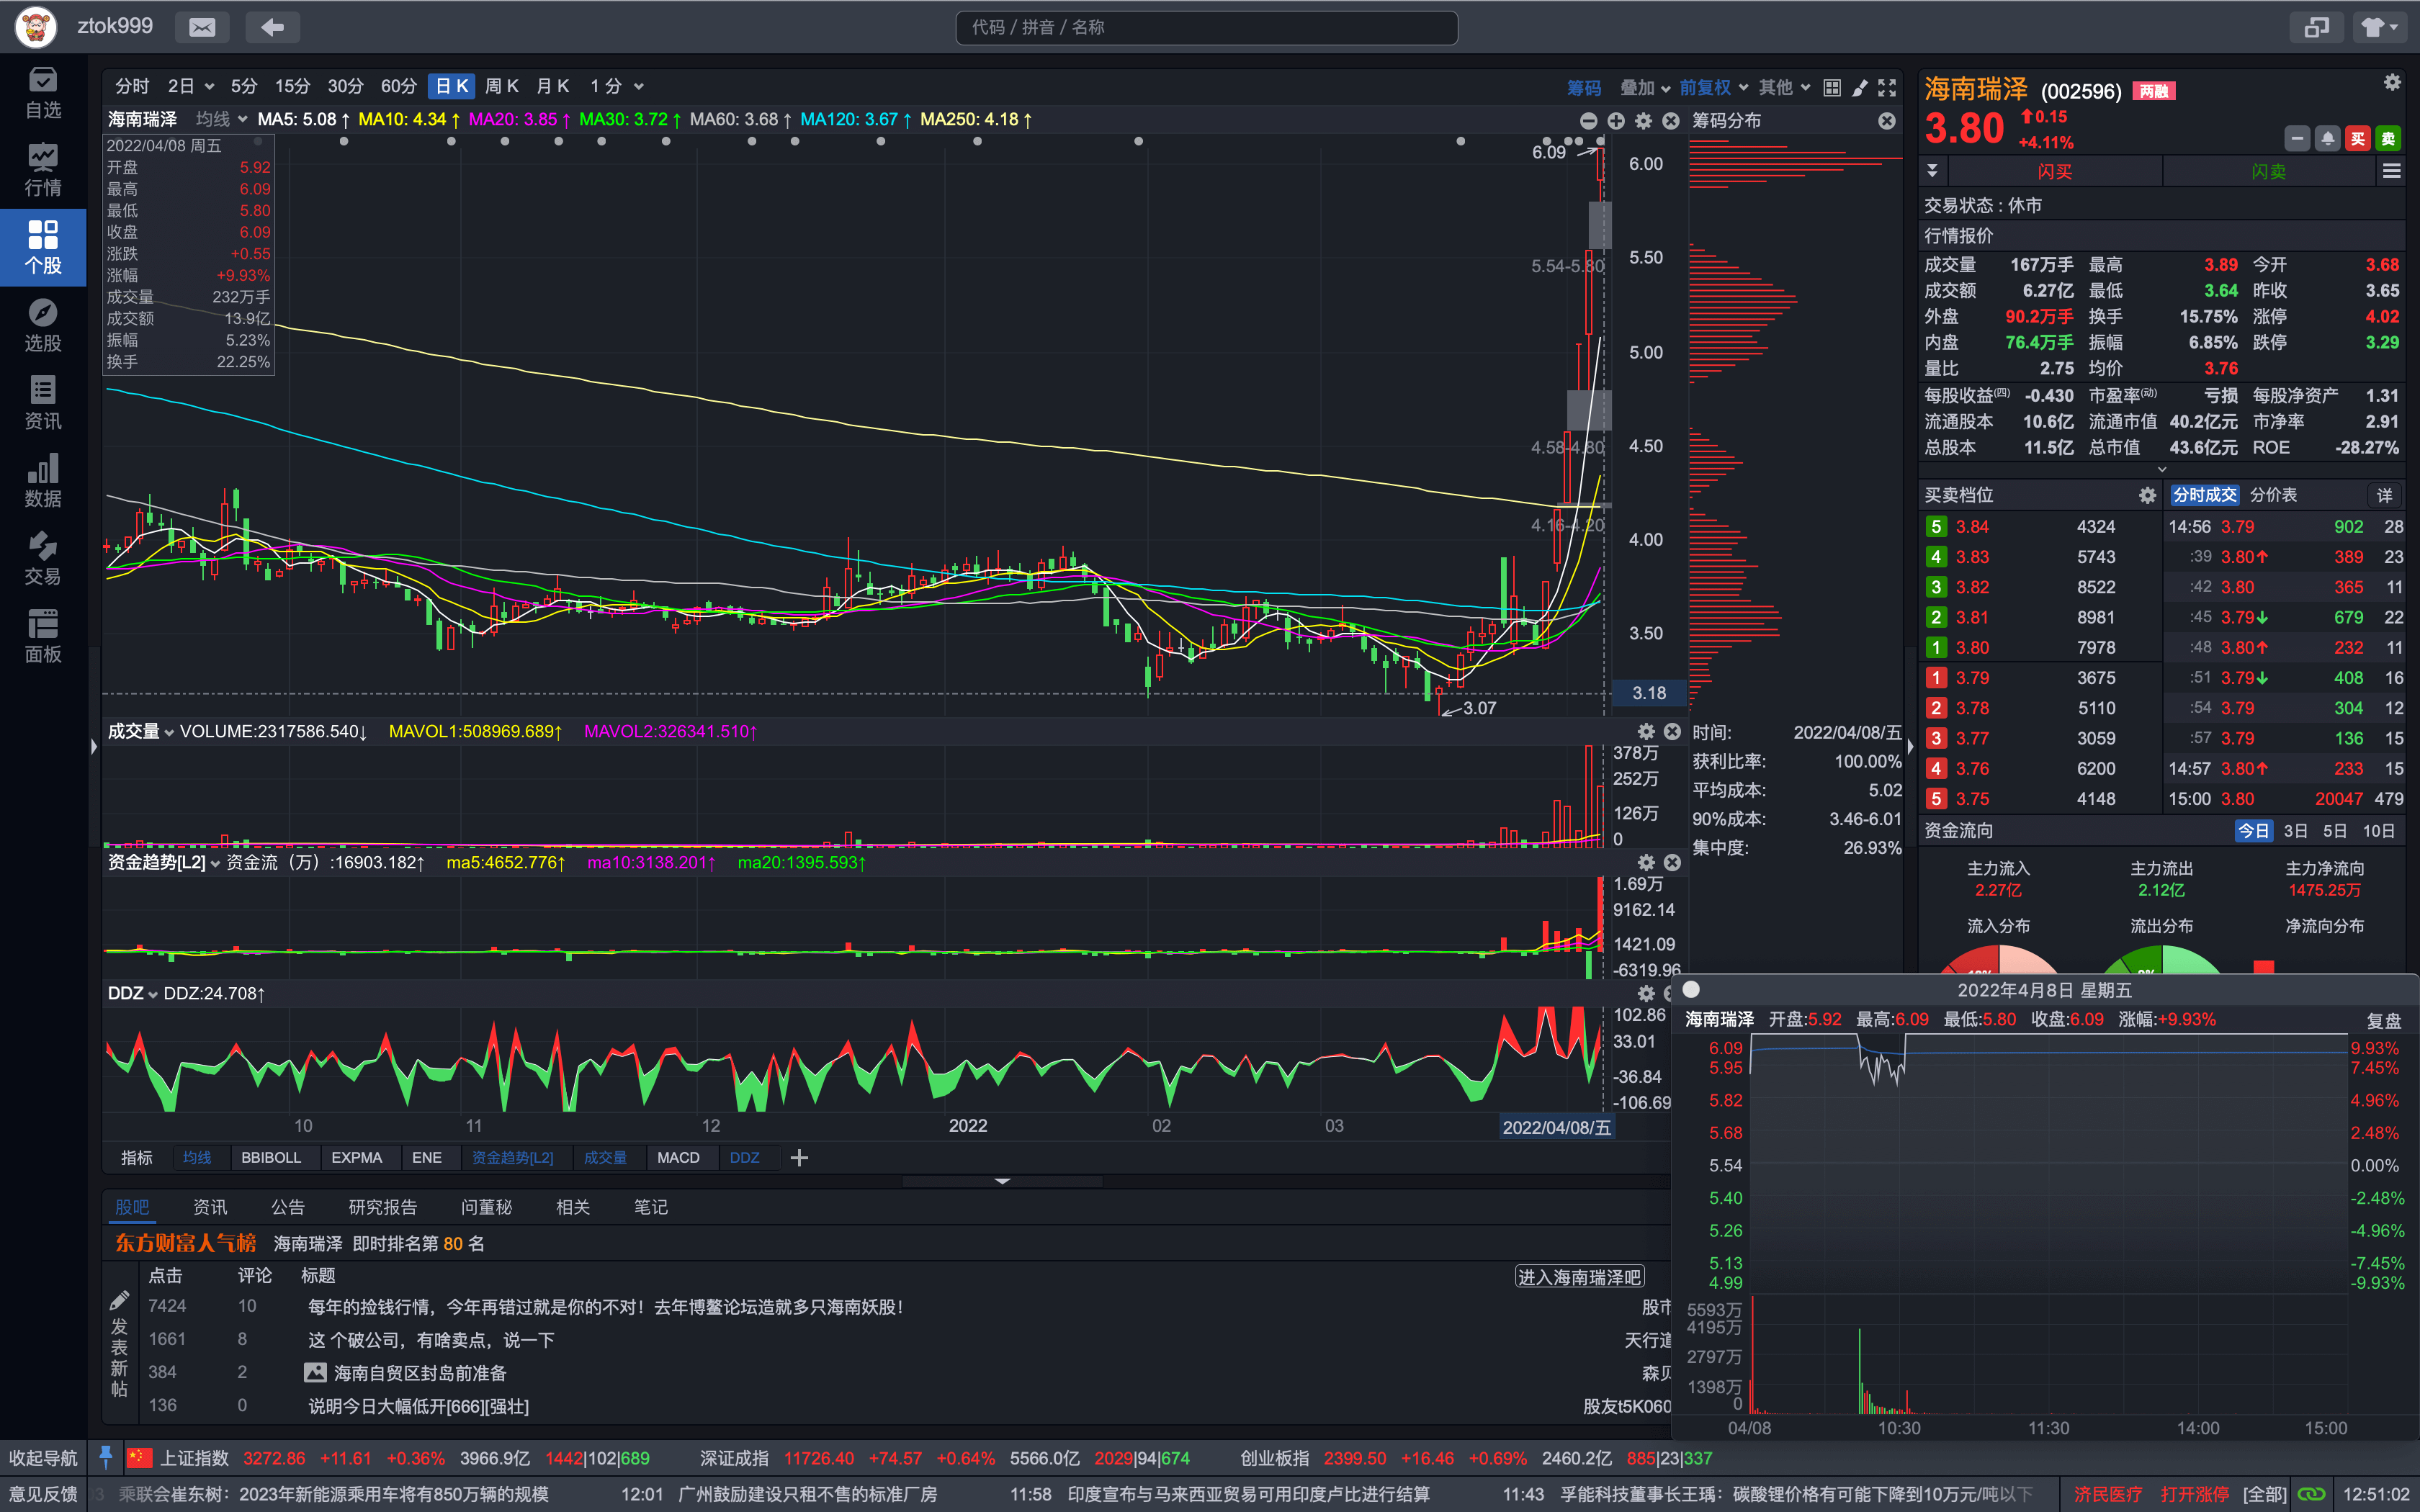 ztok999
代码 / 拼音 / 名称
自选
行情
个股
选股
资讯
数据
交易
面板
分时 2日 5分 15分 30分 60分 日K 周K 月K 1分
筹码 叠加 前复权 其他
海南瑞泽 均线 MA5: 5.08↑ MA10: 4.34↑ MA20: 3.85↑ MA30: 3.72↑ MA60: 3.68↑ MA120: 3.67↑ MA250: 4.18↑
筹码分布
2022/04/08 周五
开盘 5.92
最高 6.09
最低 5.80
收盘 6.09
涨跌 +0.55
涨幅 +9.93%
成交量 232万手
成交额 13.9亿
振幅 5.23%
换手 22.25%
6.09
5.54-5.80
4.58-4.80
4.16-4.20
3.07
6.00
5.50
5.00
4.50
4.00
3.50
3.18
成交量 VOLUME:2317586.540↓ MAVOL1:508969.689↑ MAVOL2:326341.510↑
378万
252万
126万
0
时间: 2022/04/08/五
获利比率: 100.00%
平均成本: 5.02
90%成本: 3.46-6.01
集中度: 26.93%
资金趋势[L2] 资金流（万）:16903.182↑ ma5:4652.776↑ ma10:3138.201↑ ma20:1395.593↑
1.69万
9162.14
1421.09
-6319.96
DDZ DDZ:24.708↑
102.86
33.01
-36.84
-106.69
10 11 12 2022 02 03 2022/04/08/五
指标 均线 BBIBOLL EXPMA ENE 资金趋势[L2] 成交量 MACD DDZ
股吧 资讯 公告 研究报告 问董秘 相关 笔记
东方财富人气榜 海南瑞泽 即时排名第 80 名
点击 评论 标题 进入海南瑞泽吧
发表新帖
7424 10 每年的捡钱行情，今年再错过就是你的不对！去年博鳌论坛造就多只海南妖股！ 股市
1661 8 这 个破公司，有啥卖点，说一下 天行道
384 2 海南自贸区封岛前准备 森贝
136 0 说明今日大幅低开[666][强壮] 股友t5K060
海南瑞泽 (002596) 两融
3.80 0.15
+4.11%
买 卖
闪买 闪卖
交易状态 : 休市
行情报价
成交量 167万手 最高 3.89 今开 3.68
成交额 6.27亿 最低 3.64 昨收 3.65
外盘 90.2万手 换手 15.75% 涨停 4.02
内盘 76.4万手 振幅 6.85% 跌停 3.29
量比 2.75 均价 3.76
每股收益(四) -0.430 市盈率(动) 亏损 每股净资产 1.31
流通股本 10.6亿 流通市值 40.2亿元 市净率 2.91
总股本 11.5亿 总市值 43.6亿元 ROE -28.27%
买卖档位 分时成交 分价表 详
5 3.84 4324 14:56 3.79 902 28
4 3.83 5743 :39 3.80↑ 389 23
3 3.82 8522 :42 3.80 365 11
2 3.81 8981 :45 3.79↓ 679 22
1 3.80 7978 :48 3.80↑ 232 11
1 3.79 3675 :51 3.79↓ 408 16
2 3.78 5110 :54 3.79 304 12
3 3.77 3059 :57 3.79 136 15
4 3.76 6200 14:57 3.80↑ 233 15
5 3.75 4148 15:00 3.80 20047 479
资金流向 今日 3日 5日 10日
主力流入 主力流出 主力净流向
2.27亿 2.12亿 1475.25万
流入分布 流出分布 净流向分布
2022年4月8日 星期五
海南瑞泽 开盘:5.92 最高:6.09 最低:5.80 收盘:6.09 涨幅:+9.93% 复盘
6.09 9.93%
5.95 7.45%
5.82 4.96%
5.68 2.48%
5.54 0.00%
5.40 -2.48%
5.26 -4.96%
5.13 -7.45%
4.99 -9.93%
5593万
4195万
2797万
1398万
0
04/08 10:30 11:30 14:00 15:00
收起导航 上证指数 3272.86 +11.61 +0.36% 3966.9亿 1442|102|689 深证成指 11726.40 +74.57 +0.64% 5566.0亿 2029|94|674 创业板指 2399.50 +16.46 +0.69% 2460.2亿 885|23|337
意见反馈 乘联会崔东树：2023年新能源乘用车将有850万辆的规模 12:01 广州鼓励建设只租不售的标准厂房 11:58 印度宣布与马来西亚贸易可用印度卢比进行结算 11:43 孚能科技董事长王瑀：碳酸锂价格有可能下降到10万元/吨以下 济民医疗 打开涨停 [全部] 12:51:02